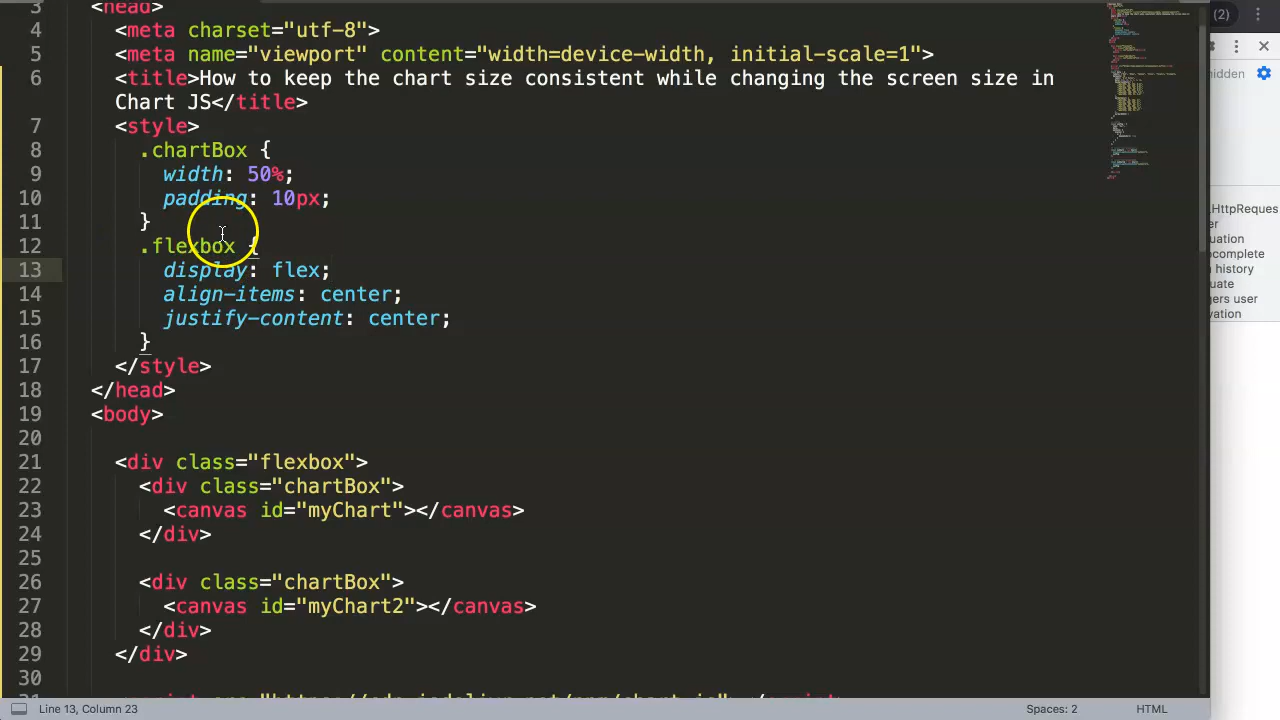 3 <head>
(2)
4 <meta charset="utf-8">
5 <meta name="viewport" content="width=device-width, initial-scale=1">
6 <title>How to keep the chart size consistent while changing the screen size in
Chart JS</title>
7 <style>
8 .chartBox {
9 width: 50%;
10 padding: 10px;
11 }
12 .flexbox {
13 display: flex;
14 align-items: center;
15 justify-content: center;
16 }
17 </style>
18 </head>
19 <body>
20
21 <div class="flexbox">
22 <div class="chartBox">
23 <canvas id="myChart"></canvas>
24 </div>
25
26 <div class="chartBox">
27 <canvas id="myChart2"></canvas>
28 </div>
29 </div>
30
hidden
LHttpReques
er
uation
ncomplete
n history
uate
gers user
vation
Line 13, Column 23
Spaces: 2
HTML